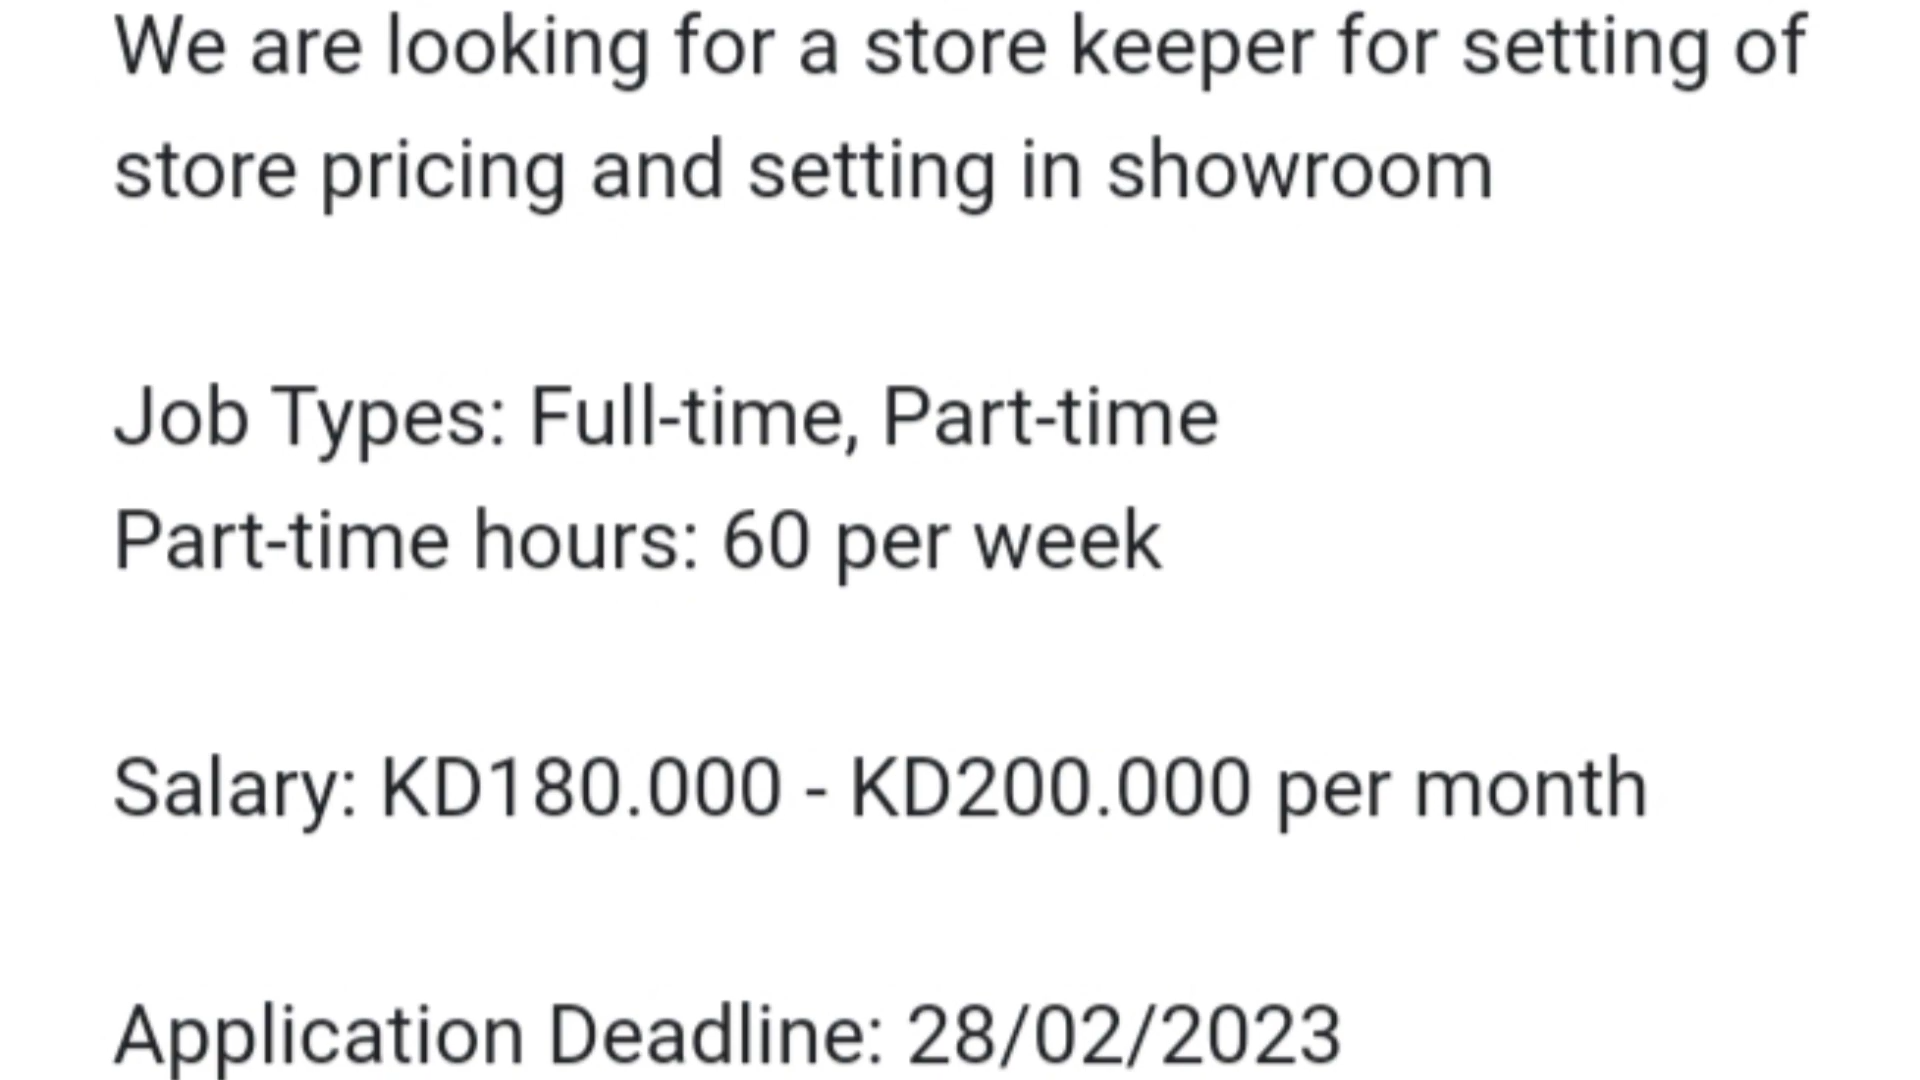 We are looking for a store keeper for setting of
store pricing and setting in showroom
Job Types: Full-time, Part-time
Part-time hours: 60 per week
Salary: KD180.000 - KD200.000 per month
Application Deadline: 28/02/2023